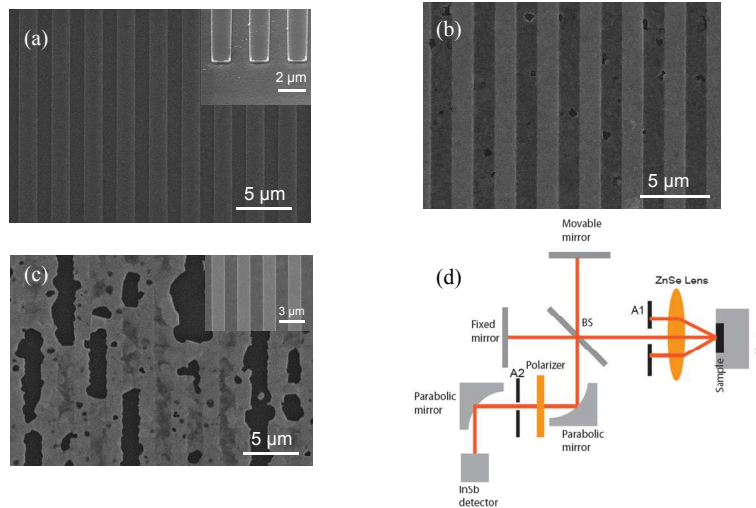 (a)
2 µm
5 µm
(b)
5 µm
(c)
3 µm
5 µm
(d)
Movable
mirror
ZnSe Lens
A1
BS
Fixed
mirror
Sample
A2
Polarizer
Parabolic
mirror
Parabolic
mirror
InSb
detector